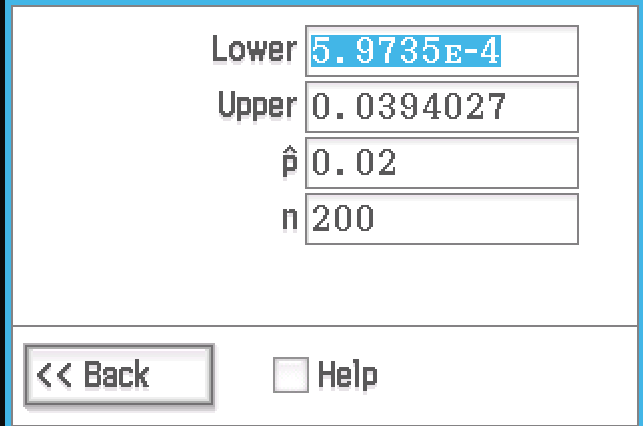 Lower 5.9735E-4
Upper 0.0394027
p̂ 0.02
n 200
<< Back Help